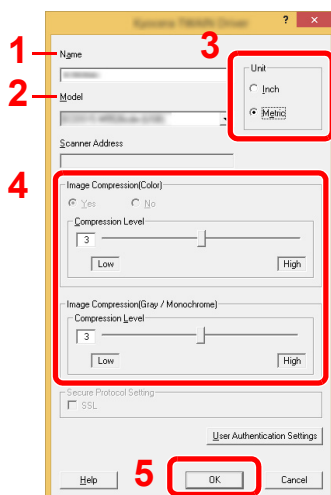 Kyocera TWAIN Driver
? ×
1
Name
3
Unit
Inch
Metric
2
Model
Scanner Address
4
Image Compression(Color)
Yes No
Compression Level
3
Low High
Image Compression(Gray / Monochrome)
Compression Level
3
Low High
Secure Protocol Setting
SSL
User Authentication Settings
5
Help OK Cancel